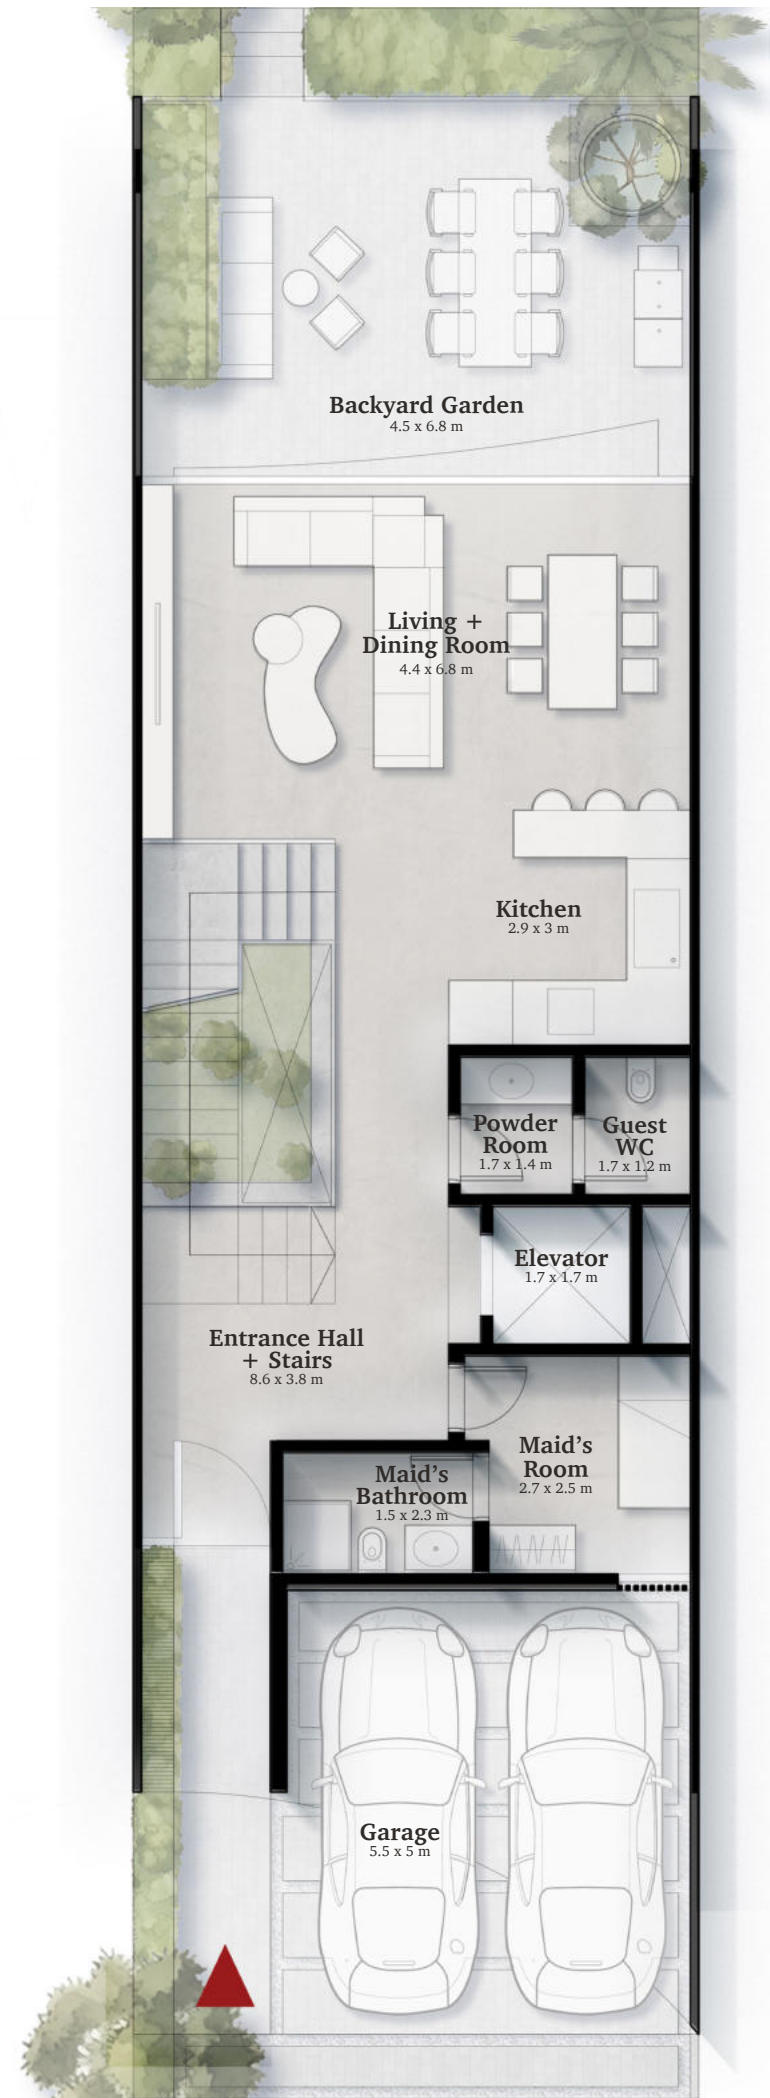 Backyard Garden
4.5 x 6.8 m
Living +
Dining Room
4.4 x 6.8 m
Kitchen
2.9 x 3 m
Powder
Room
1.7 x 1.4 m
Guest
WC
1.7 x 1.2 m
Elevator
1.7 x 1.7 m
Entrance Hall
+ Stairs
8.6 x 3.8 m
Maid's
Room
2.7 x 2.5 m
Maid's
Bathroom
1.5 x 2.3 m
Garage
5.5 x 5 m